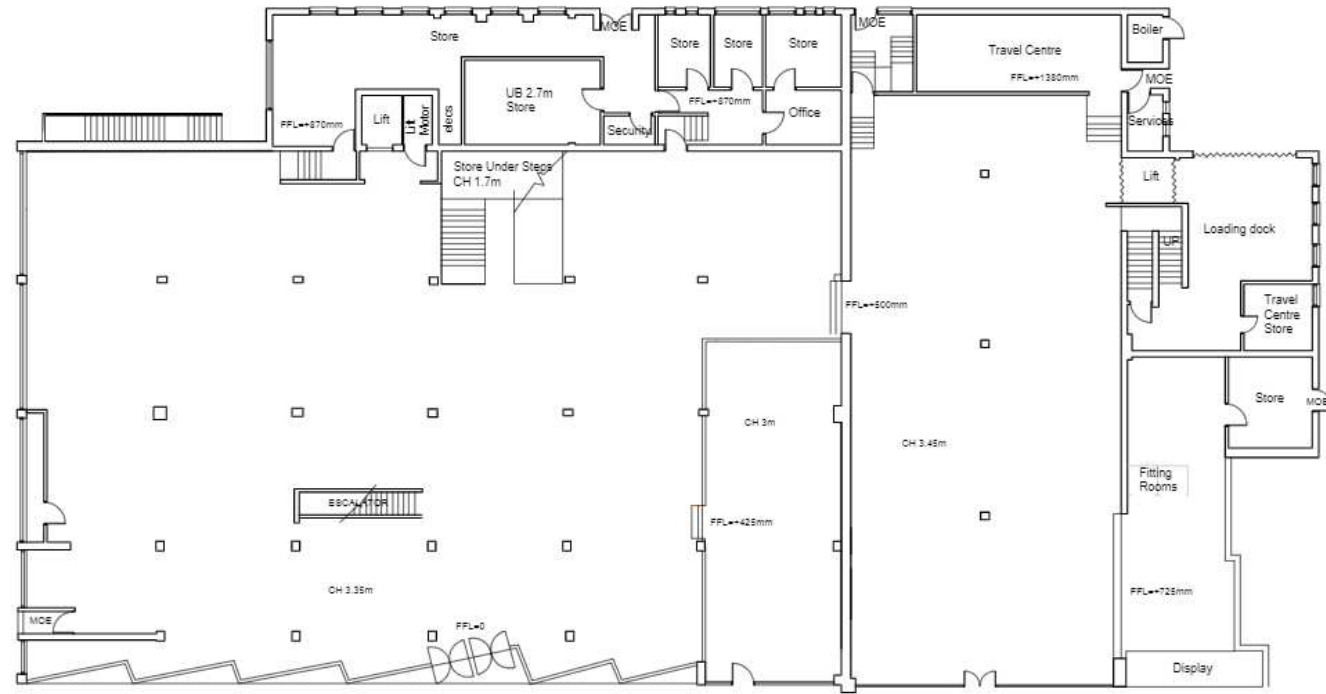 MOE
Store
MOE
Boiler
Store
Store
Store
Travel Centre
FFL=+1380mm
MOE
UB 2.7m
Store
FFL=+870mm
FFL=+870mm
Lift
Lift
Motor
elecs
Security
Office
Services
Store Under Steps
CH 1.7m
Lift
Loading dock
UP
FFL=+500mm
Travel
Centre
Store
Store
MOE
CH 3m
CH 3.45m
Fitting
Rooms
ESCALATOR
FFL=+425mm
CH 3.35m
FFL=+725mm
MOE
FFL=0
Display